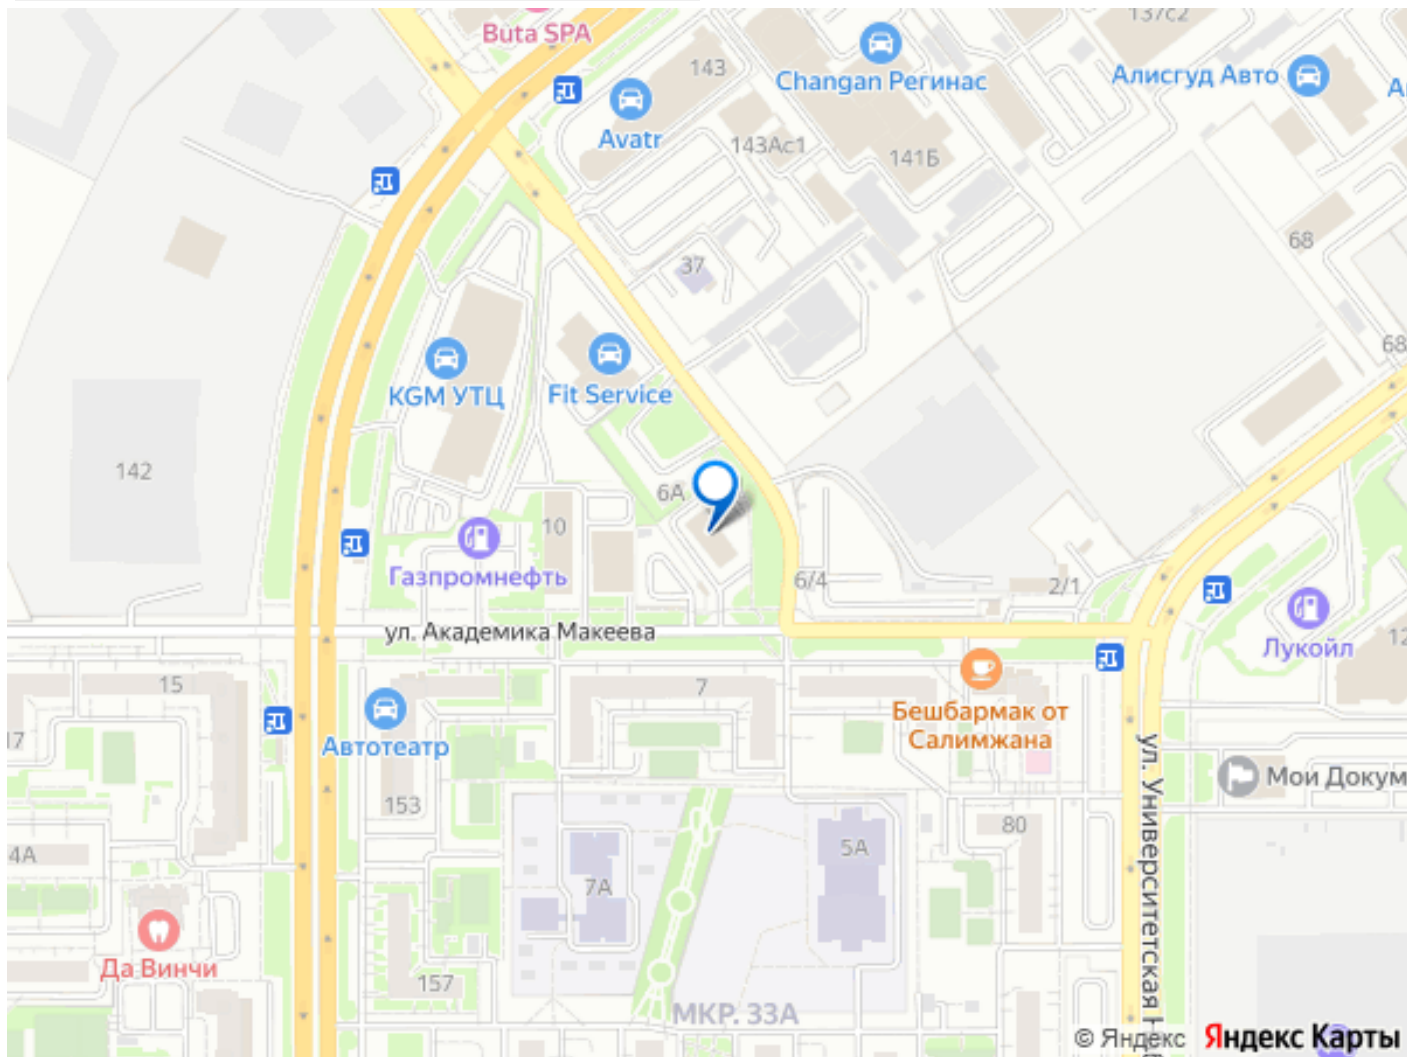 Buta SPA
137с2
143
Changan Регинас
Алисгуд Авто
Avatr
143Ас1
141Б
37
68
KGM УТЦ
Fit Service
68
142
6А
10
Газпромнефть
6/4
2/1
ул. Академика Макеева
Лукойл
15
7
Бешбармак от
Салимжана
17
Автотеатр
ул. Университетская
Мои Докум
153
80
4А
5А
7А
Да Винчи
157
МКР. 33А
© Яндекс Яндекс Карты